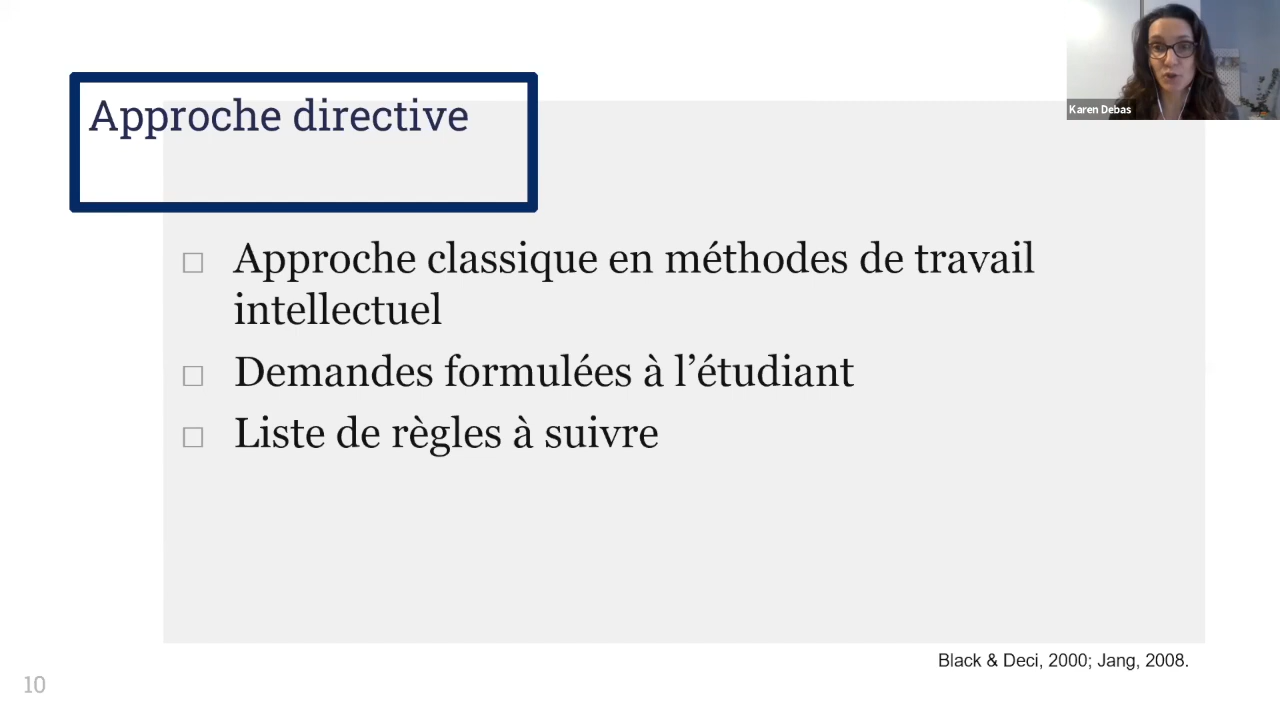 Approche directive
Karen Debas
□ Approche classique en méthodes de travail
intellectuel
□ Demandes formulées à l’étudiant
□ Liste de règles à suivre
Black & Deci, 2000; Jang, 2008.
10